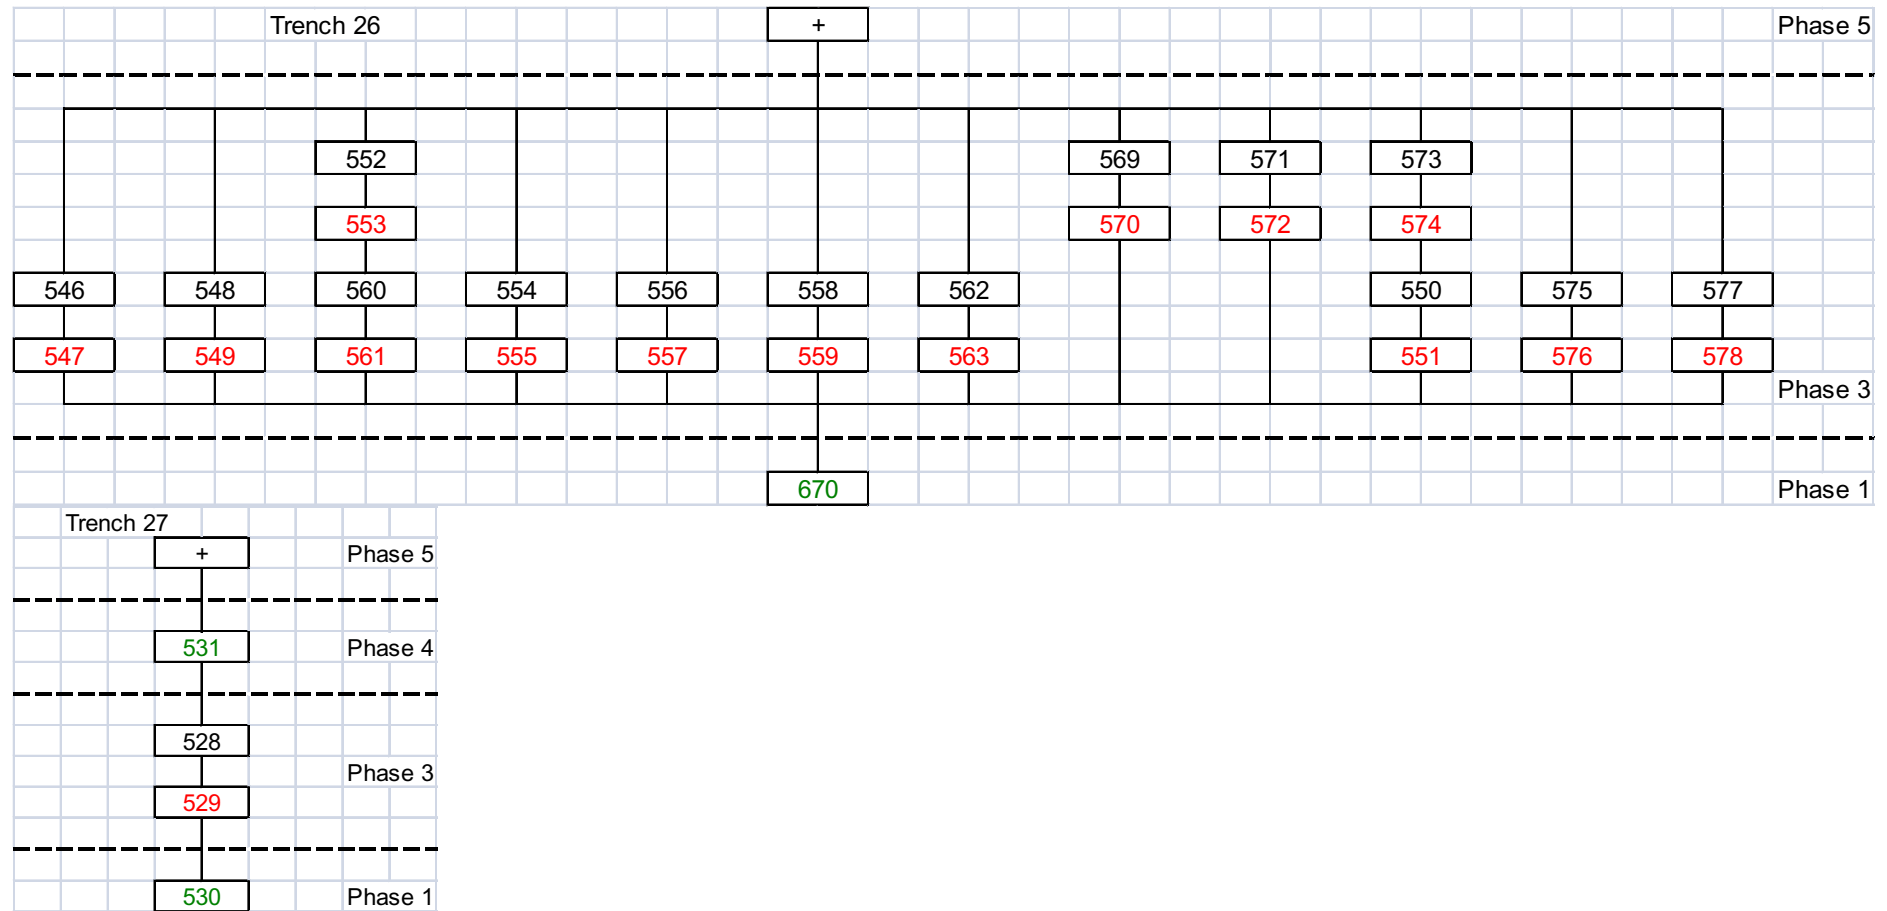 Trench 26 + Phase 5
552 569 571 573
553 570 572 574
546 548 560 554 556 558 562 550 575 577
547 549 561 555 557 559 563 551 576 578
Phase 3
670 Phase 1
Trench 27
+ Phase 5
531 Phase 4
528
Phase 3
529
530 Phase 1